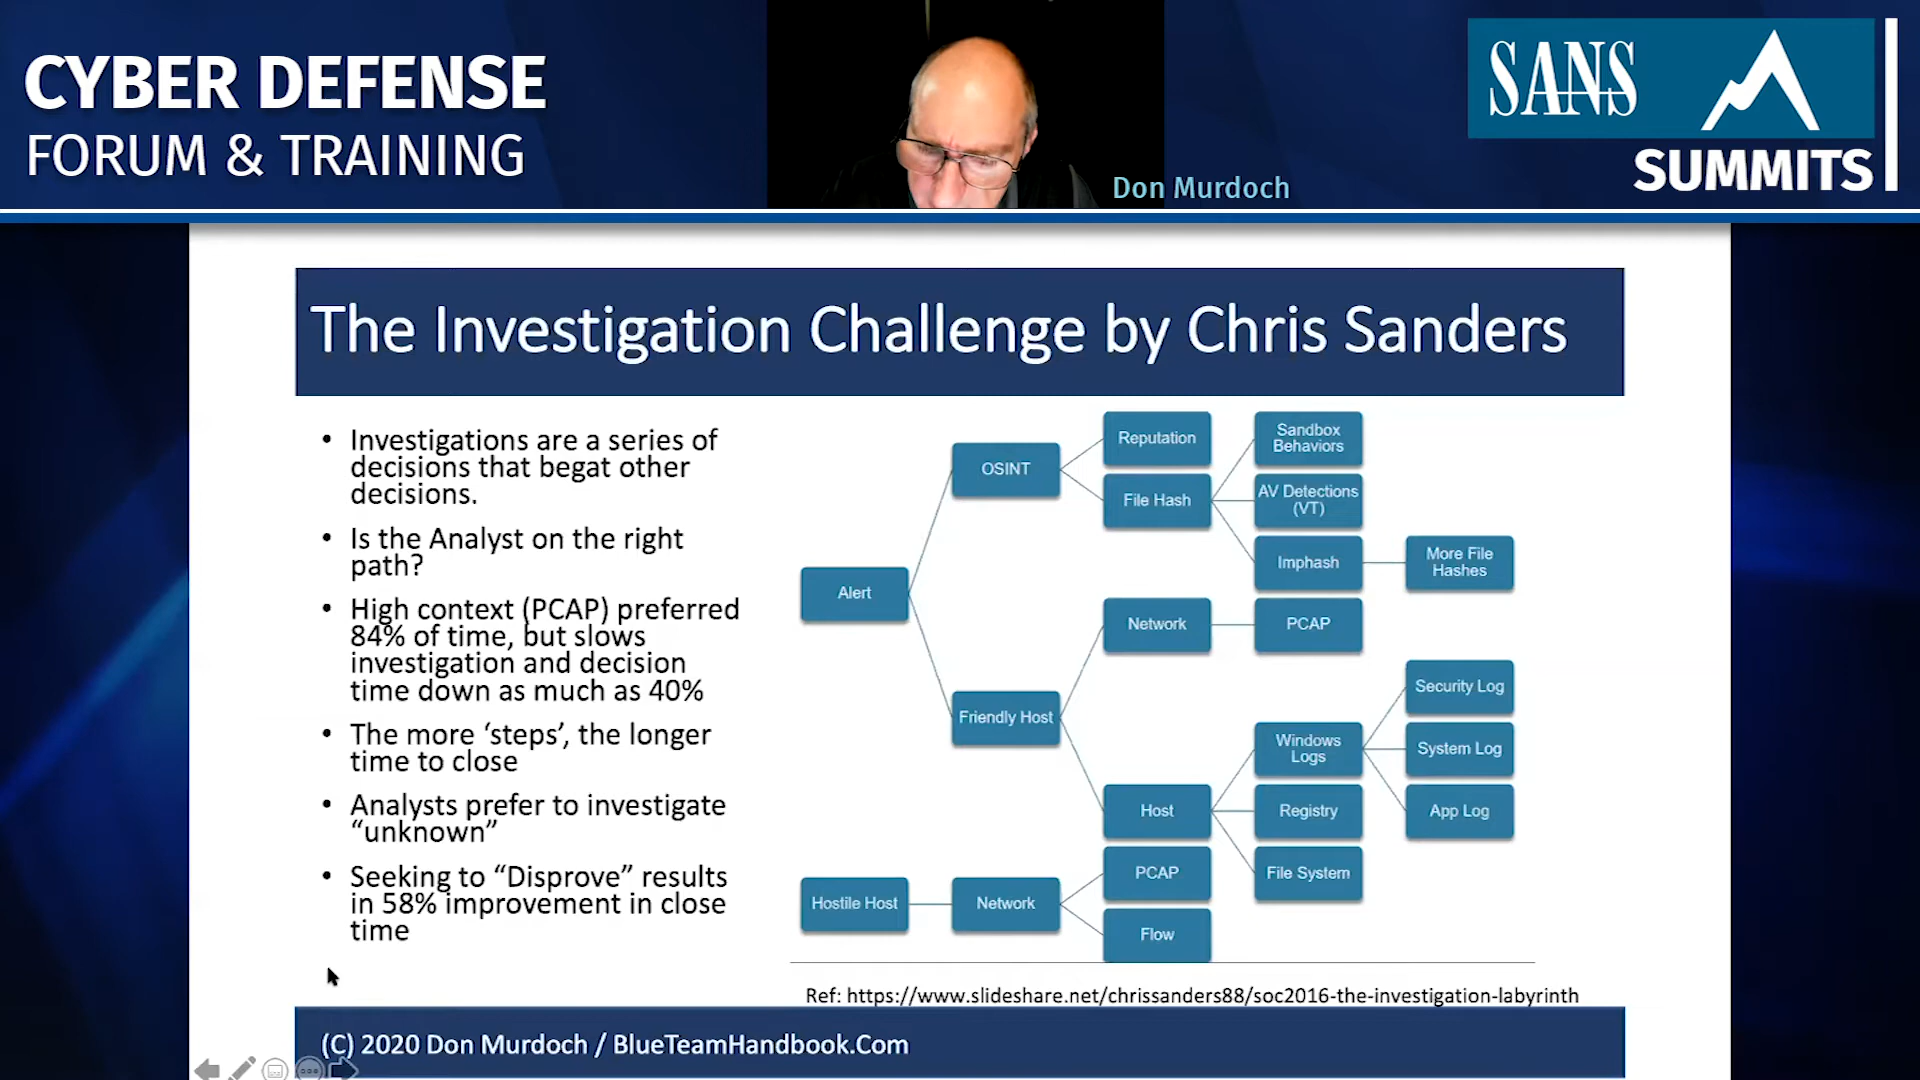 CYBER DEFENSE
FORUM & TRAINING
Don Murdoch
SANS
SUMMITS
The Investigation Challenge by Chris Sanders
• Investigations are a series of
decisions that begat other
decisions.
• Is the Analyst on the right
path?
• High context (PCAP) preferred
84% of time, but slows
investigation and decision
time down as much as 40%
• The more ‘steps’, the longer
time to close
• Analysts prefer to investigate
“unknown”
• Seeking to “Disprove” results
in 58% improvement in close
time
Alert
OSINT
Reputation
File Hash
Sandbox
Behaviors
AV Detections
(VT)
Imphash
More File
Hashes
Friendly Host
Network
PCAP
Host
Windows
Logs
Security Log
System Log
App Log
Registry
File System
Hostile Host
Network
PCAP
Flow
Ref: https://www.slideshare.net/chrissanders88/soc2016-the-investigation-labyrinth
(C) 2020 Don Murdoch / BlueTeamHandbook.Com